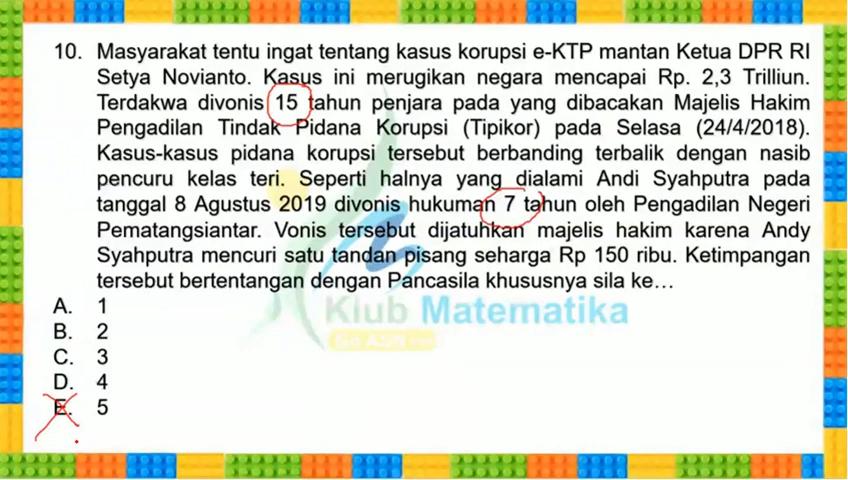 10. Masyarakat tentu ingat tentang kasus korupsi e-KTP mantan Ketua DPR RI
Setya Novianto. Kasus ini merugikan negara mencapai Rp. 2,3 Trilliun.
Terdakwa divonis 15 tahun penjara pada yang dibacakan Majelis Hakim
Pengadilan Tindak Pidana Korupsi (Tipikor) pada Selasa (24/4/2018).
Kasus-kasus pidana korupsi tersebut berbanding terbalik dengan nasib
pencuru kelas teri. Seperti halnya yang dialami Andi Syahputra pada
tanggal 8 Agustus 2019 divonis hukuman 7 tahun oleh Pengadilan Negeri
Pematangsiantar. Vonis tersebut dijatuhkan majelis hakim karena Andy
Syahputra mencuri satu tandan pisang seharga Rp 150 ribu. Ketimpangan
tersebut bertentangan dengan Pancasila khususnya sila ke…
A. 1
Klub Matematika
B. 2
Go ASN
C. 3
D. 4
E. 5